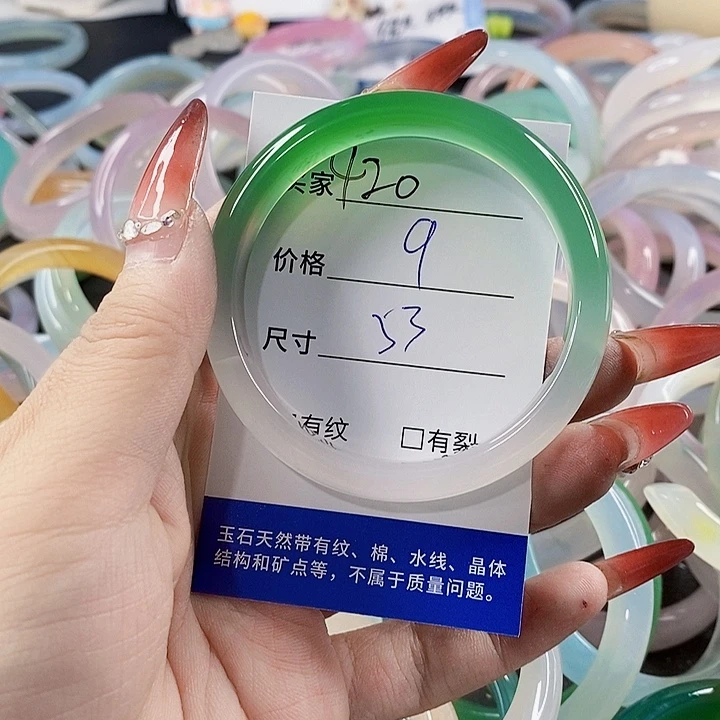 卖家 420
价格 9
尺寸 53
有纹 □有裂
玉石天然带有纹、棉、水线、晶体
结构和矿点等，不属于质量问题。